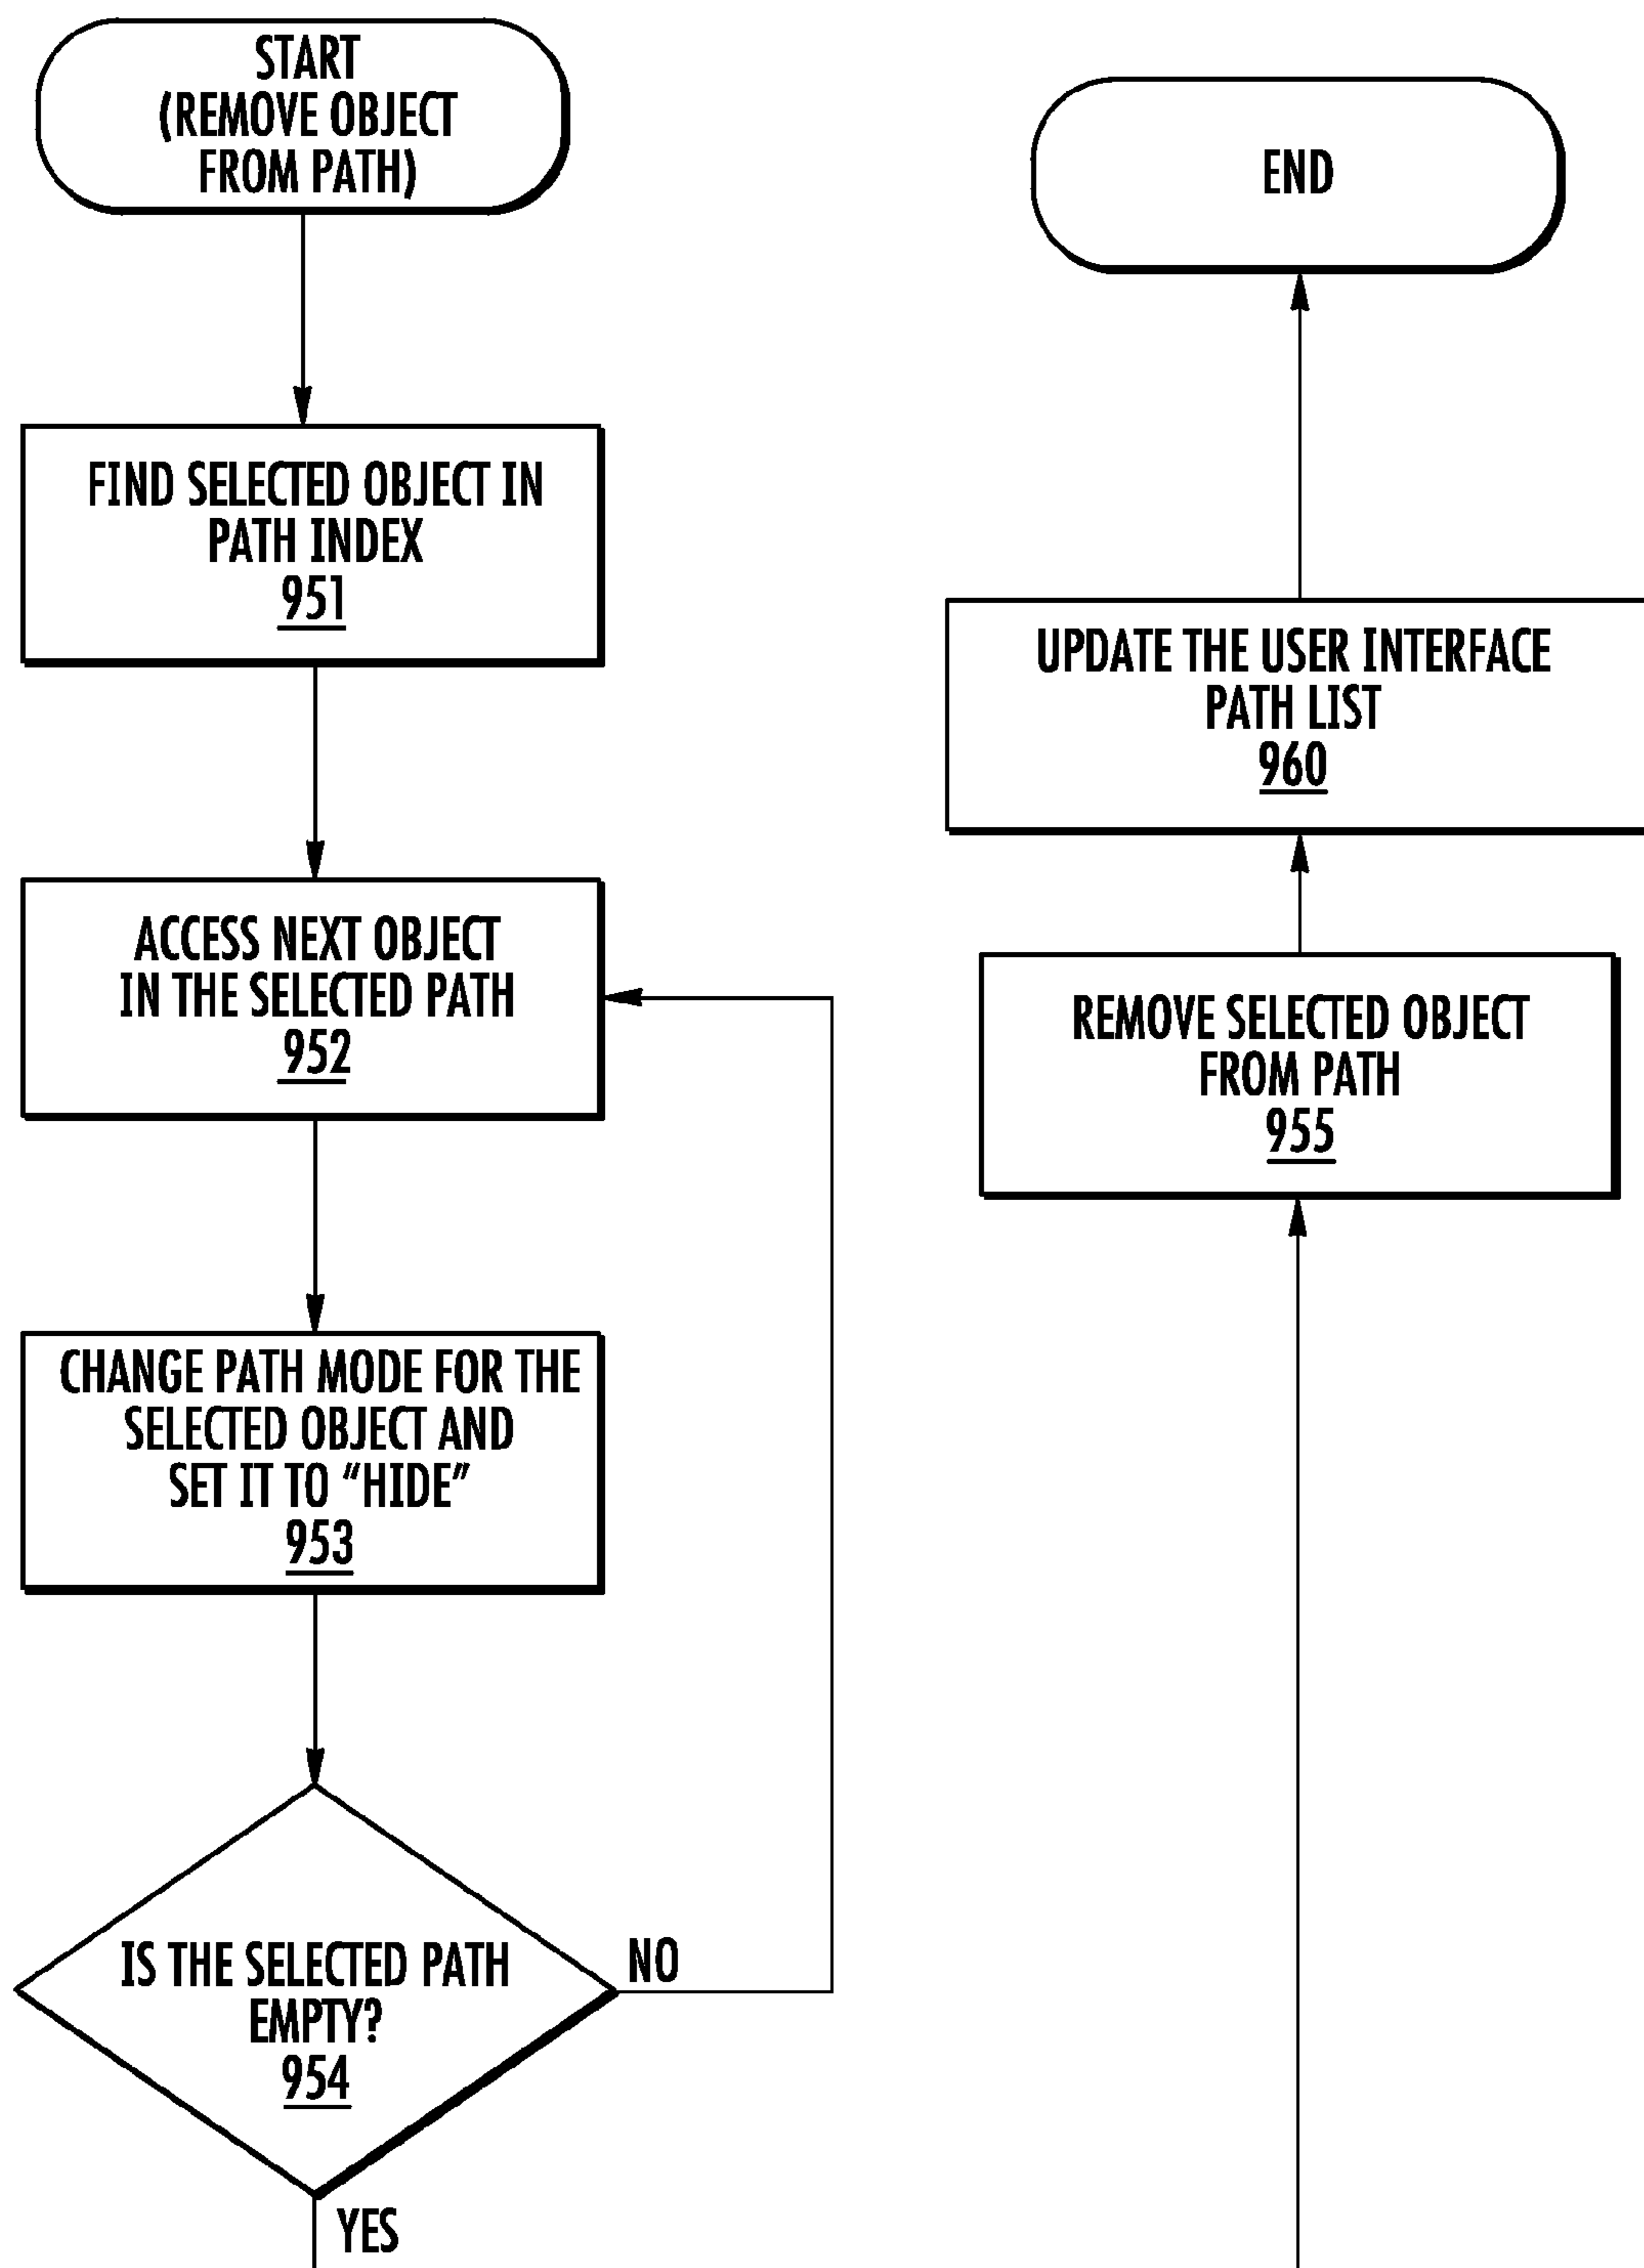 START
(REMOVE OBJECT
FROM PATH)
FIND SELECTED OBJECT IN
PATH INDEX
951
ACCESS NEXT OBJECT
IN THE SELECTED PATH
952
CHANGE PATH MODE FOR THE
SELECTED OBJECT AND
SET IT TO “HIDE”
953
IS THE SELECTED PATH
EMPTY?
954
NO
YES
END
UPDATE THE USER INTERFACE
PATH LIST
960
REMOVE SELECTED OBJECT
FROM PATH
955